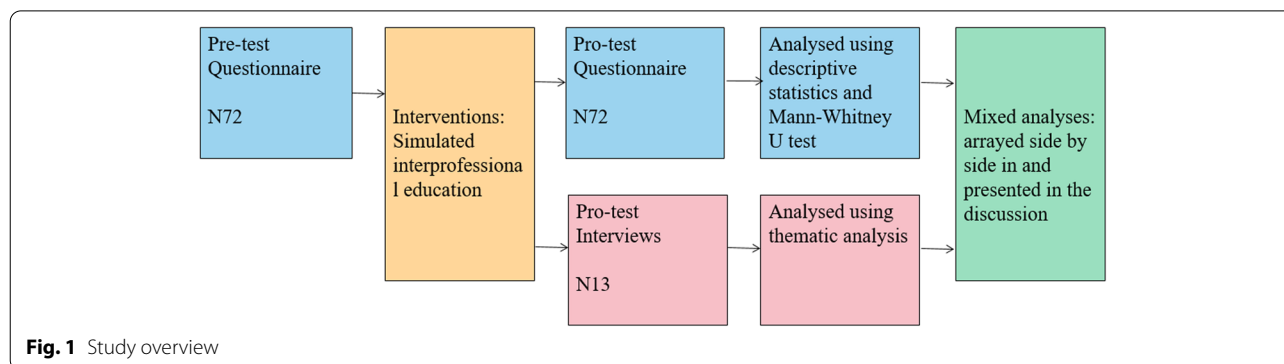 Pre-test
Questionnaire
N72
Interventions:
Simulated
interprofessiona
l education
Pro-test
Questionnaire
N72
Analysed using
descriptive
statistics and
Mann-Whitney
U test
Pro-test
Interviews
N13
Analysed using
thematic analysis
Mixed analyses:
arrayed side by
side in and
presented in the
discussion
Fig. 1 Study overview